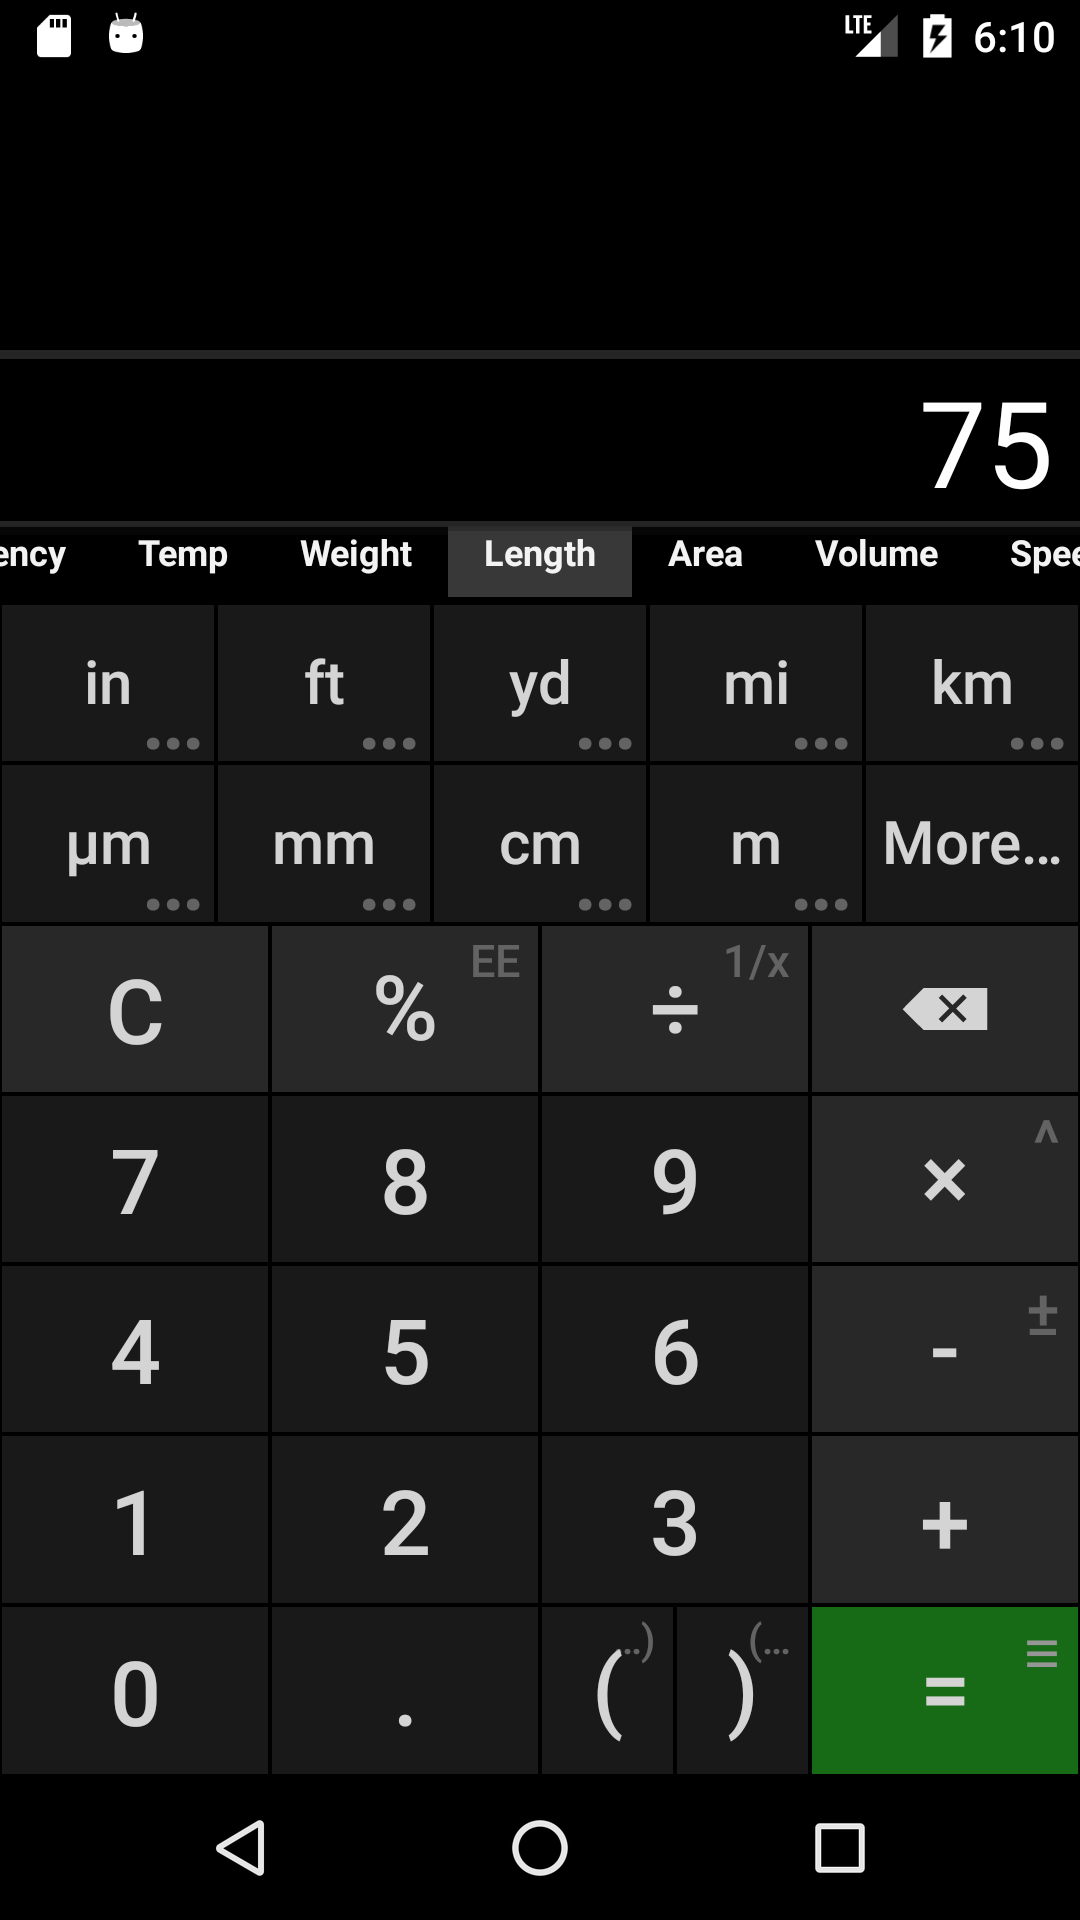 LTE 6:10
75
ency Temp Weight Length Area Volume Spee
in ft yd mi km
µm mm cm m More...
C % EE ÷ 1/x
7 8 9 × ^
4 5 6 - ±
1 2 3 +
0 . ( ..) ) (... =